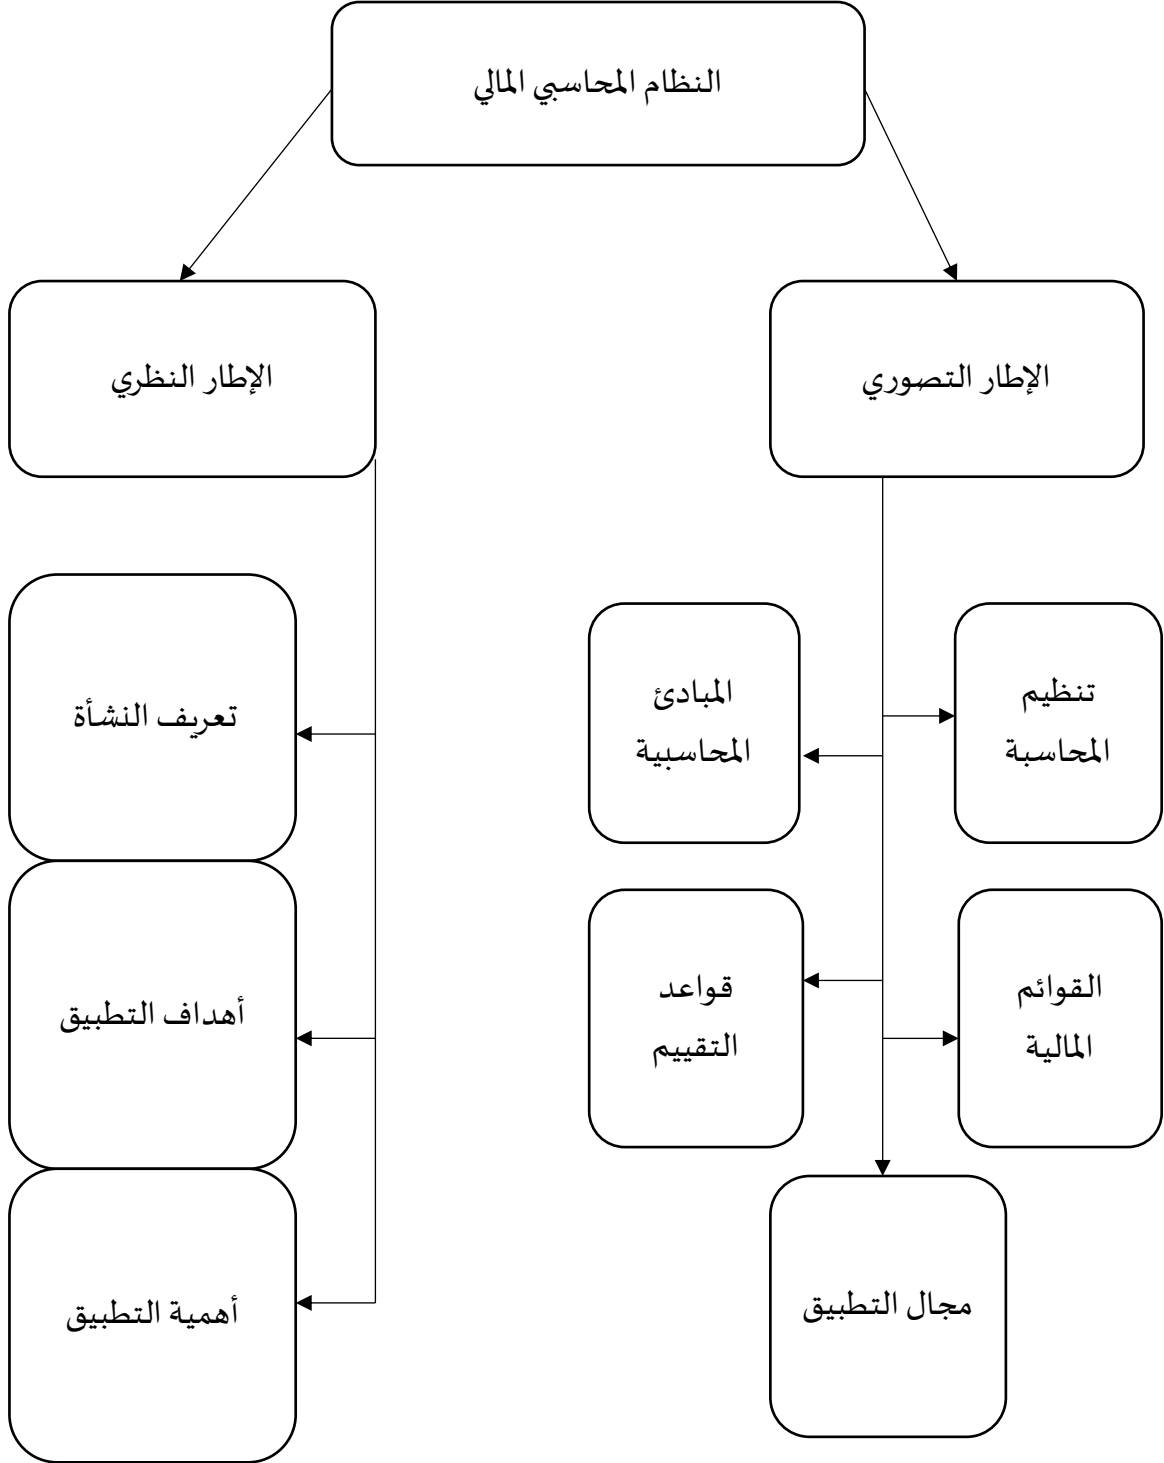 النظام المحاسبي المالي
الإطار التصوري
الإطار النظري
تنظيم
المحاسبة
المبادئ
المحاسبية
القوائم
المالية
قواعد
التقييم
مجال التطبيق
تعريف النشأة
أهداف التطبيق
أهمية التطبيق